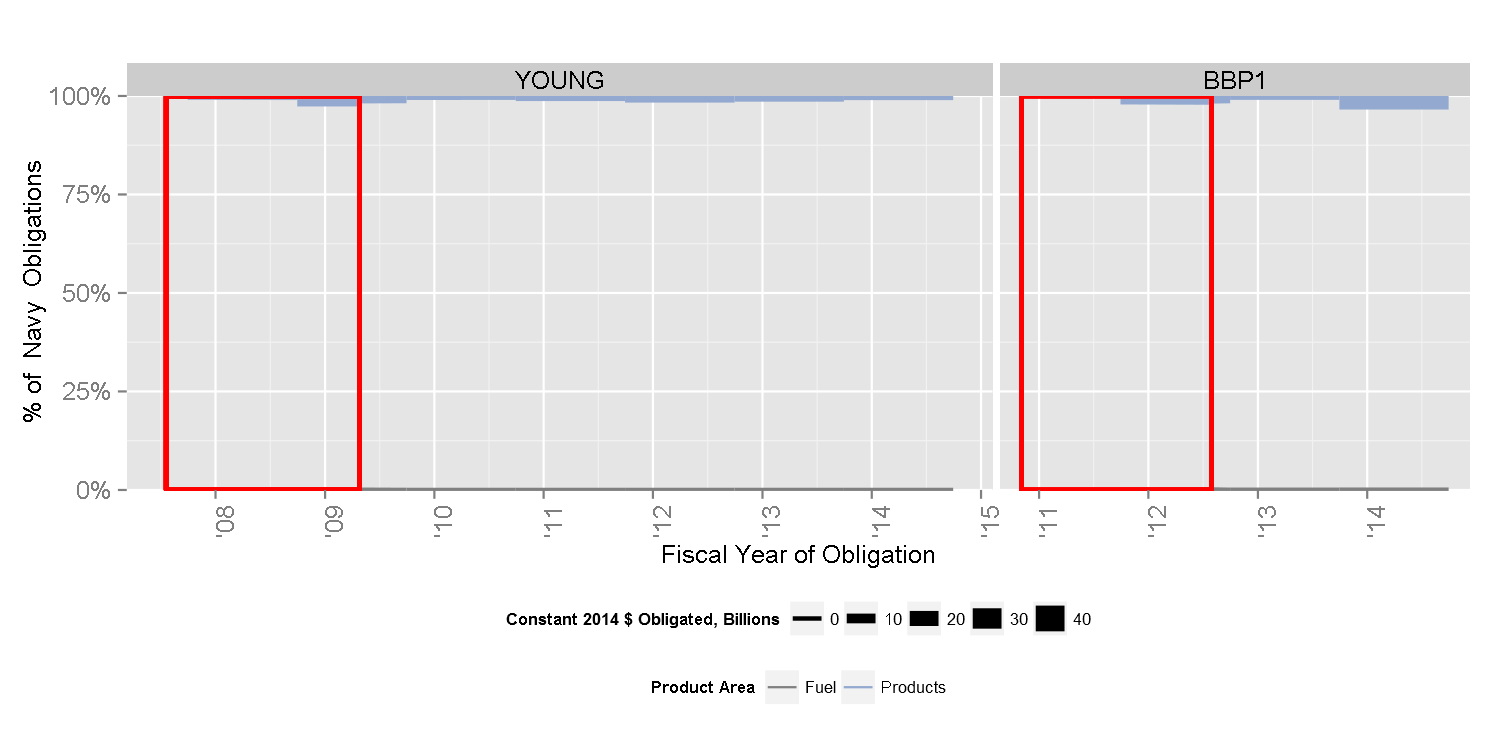 YOUNG BBP1
100%
75%
50%
25%
0%
% of Navy Obligations
'08 '09 '10 '11 '12 '13 '14 '15 '11 '12 '13 '14
Fiscal Year of Obligation
Constant 2014 $ Obligated, Billions 0 10 20 30 40
Product Area Fuel Products